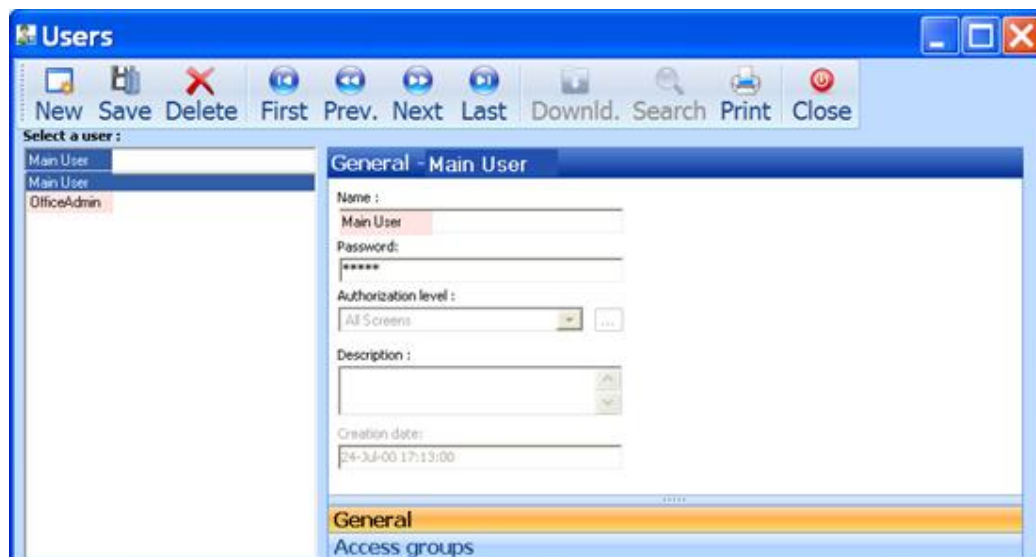 Users
New Save Delete First Prev. Next Last Downld. Search Print Close
Select a user :
Main User
Main User
OfficeAdmin
General - Main User
Name :
Main User
Password:
*****
Authorization level :
All Screens
...
Description :
Creation date:
24-Jul-00 17:13:00
General
Access groups